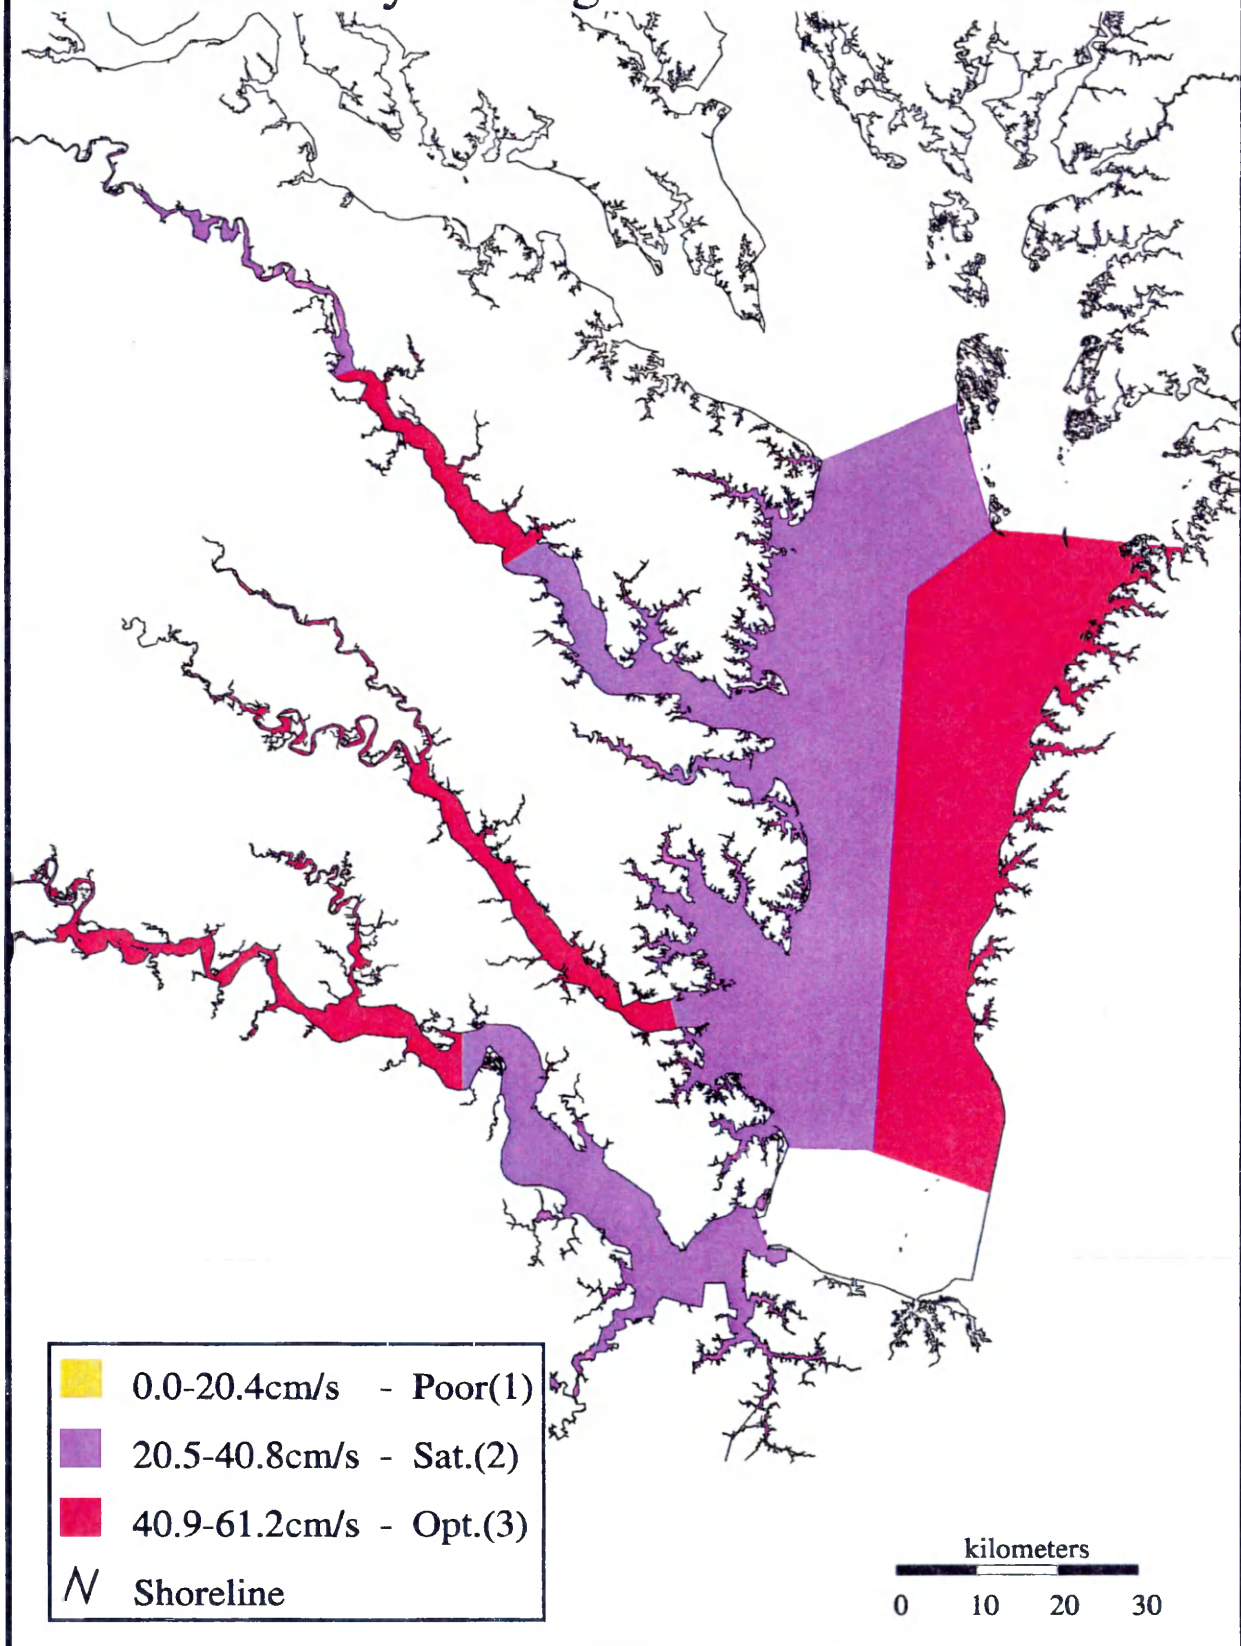 0.0-20.4cm/s - Poor(1)
20.5-40.8cm/s - Sat.(2)
40.9-61.2cm/s - Opt.(3)
Shoreline
kilometers
0 10 20 30